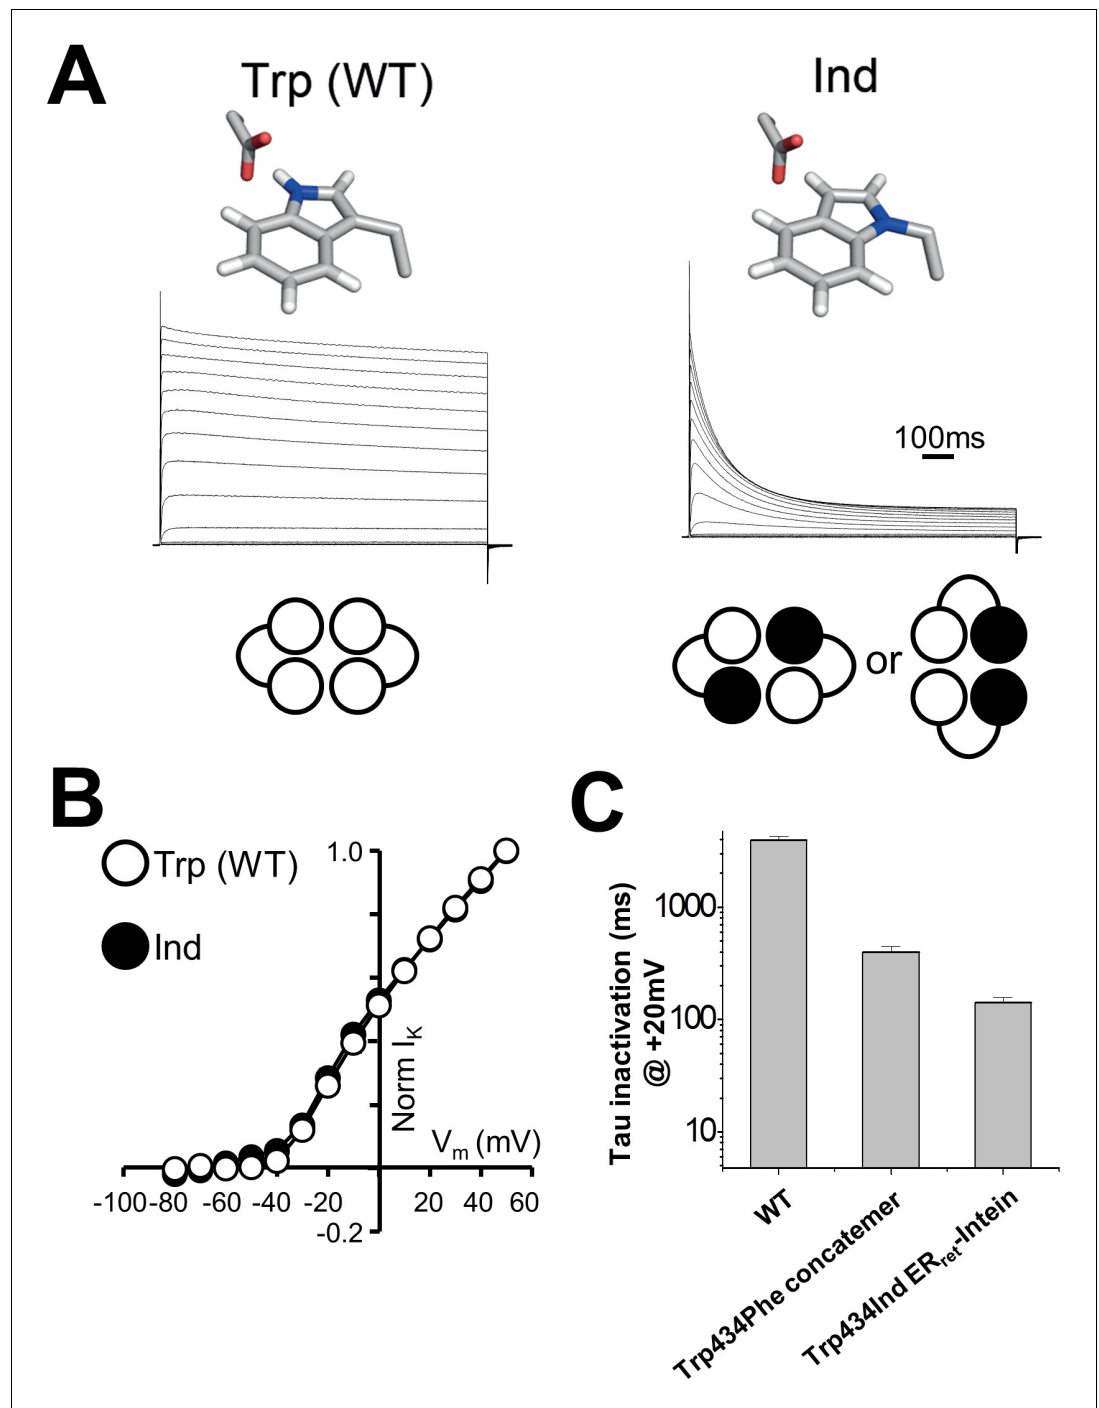 A
Trp (WT)
Ind
100ms
or
B
Trp (WT)
Ind
1.0
Norm IK
Vm (mV)
-100 -80 -60 -40 -20 20 40 60
-0.2
C
Tau inactivation (ms)
@ +20mV
1000
100
10
WT
Trp434Phe concatemer
Trp434Ind ERret-Intein